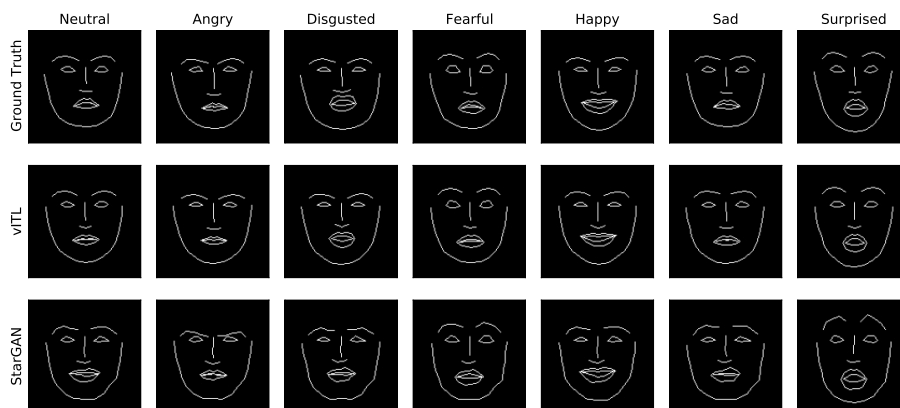 Neutral Angry Disgusted Fearful Happy Sad Surprised
Ground Truth
vITL
StarGAN